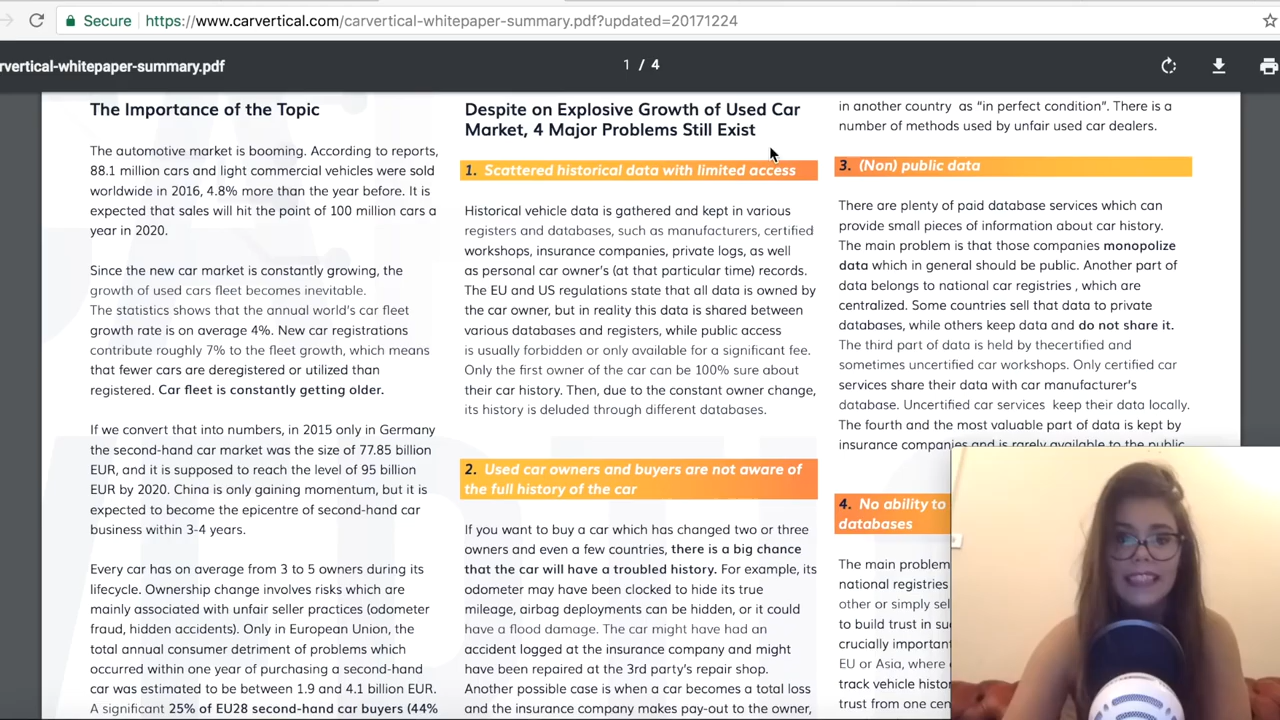 Secure
https://www.carvertical.com/carvertical-whitepaper-summary.pdf?updated=20171224
rvertical-whitepaper-summary.pdf
1 / 4
The Importance of the Topic
The automotive market is booming. According to reports,
88.1 million cars and light commercial vehicles were sold
worldwide in 2016, 4.8% more than the year before. It is
expected that sales will hit the point of 100 million cars a
year in 2020.
Since the new car market is constantly growing, the
growth of used cars fleet becomes inevitable.
The statistics shows that the annual world's car fleet
growth rate is on average 4%. New car registrations
contribute roughly 7% to the fleet growth, which means
that fewer cars are deregistered or utilized than
registered. Car fleet is constantly getting older.
If we convert that into numbers, in 2015 only in Germany
the second-hand car market was the size of 77.85 billion
EUR, and it is supposed to reach the level of 95 billion
EUR by 2020. China is only gaining momentum, but it is
expected to become the epicentre of second-hand car
business within 3-4 years.
Every car has on average from 3 to 5 owners during its
lifecycle. Ownership change involves risks which are
mainly associated with unfair seller practices (odometer
fraud, hidden accidents). Only in European Union, the
total annual consumer detriment of problems which
occurred within one year of purchasing a second-hand
car was estimated to be between 1.9 and 4.1 billion EUR.
A significant 25% of EU28 second-hand car buyers (44%
Despite on Explosive Growth of Used Car
Market, 4 Major Problems Still Exist
1. Scattered historical data with limited access
Historical vehicle data is gathered and kept in various
registers and databases, such as manufacturers, certified
workshops, insurance companies, private logs, as well
as personal car owner's (at that particular time) records.
The EU and US regulations state that all data is owned by
the car owner, but in reality this data is shared between
various databases and registers, while public access
is usually forbidden or only available for a significant fee.
Only the first owner of the car can be 100% sure about
their car history. Then, due to the constant owner change,
its history is deluded through different databases.
2. Used car owners and buyers are not aware of
the full history of the car
If you want to buy a car which has changed two or three
owners and even a few countries, there is a big chance
that the car will have a troubled history. For example, its
odometer may have been clocked to hide its true
mileage, airbag deployments can be hidden, or it could
have a flood damage. The car might have had an
accident logged at the insurance company and might
have been repaired at the 3rd party's repair shop.
Another possible case is when a car becomes a total loss
and the insurance company makes pay-out to the owner,
in another country as “in perfect condition”. There is a
number of methods used by unfair used car dealers.
3. (Non) public data
There are plenty of paid database services which can
provide small pieces of information about car history.
The main problem is that those companies monopolize
data which in general should be public. Another part of
data belongs to national car registries , which are
centralized. Some countries sell that data to private
databases, while others keep data and do not share it.
The third part of data is held by thecertified and
sometimes uncertified car workshops. Only certified car
services share their data with car manufacturer's
database. Uncertified car services keep their data locally.
The fourth and the most valuable part of data is kept by
insurance companies and is rarely available to the public
4. No ability to
databases
The main problem
national registries
other or simply sel
to build trust in su
crucially important
EU or Asia, where
track vehicle histor
trust from one cen